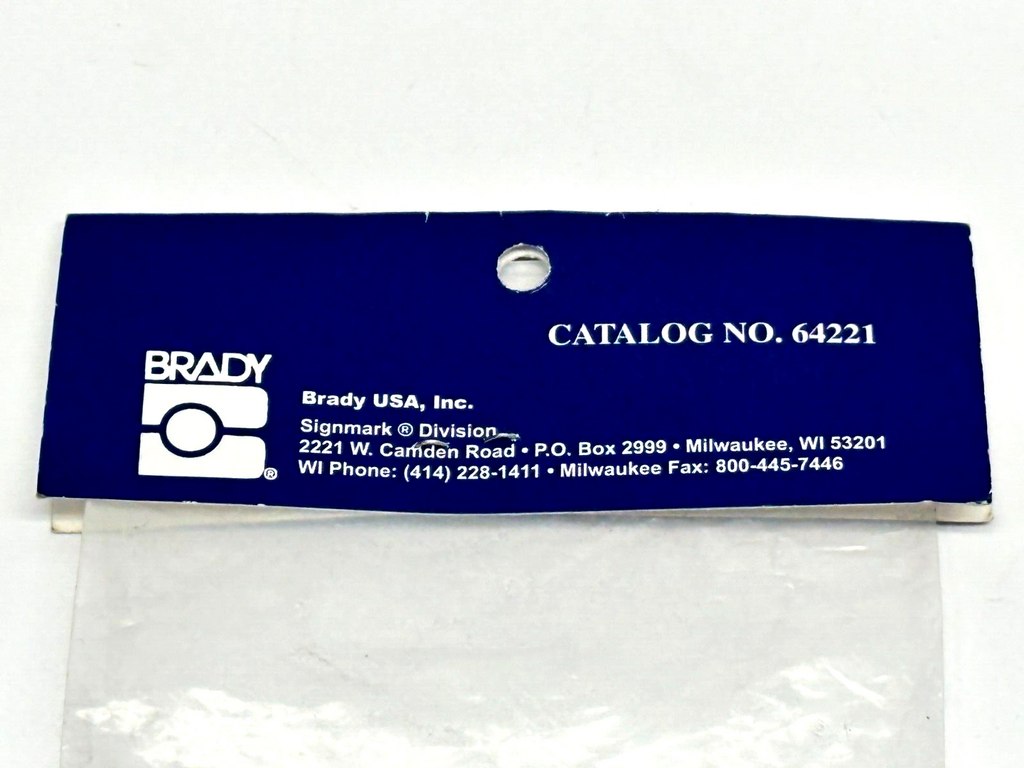 CATALOG NO. 64221
BRADY
®
Brady USA, Inc.
Signmark ® Division
2221 W. Camden Road • P.O. Box 2999 • Milwaukee, WI 53201
WI Phone: (414) 228-1411 • Milwaukee Fax: 800-445-7446